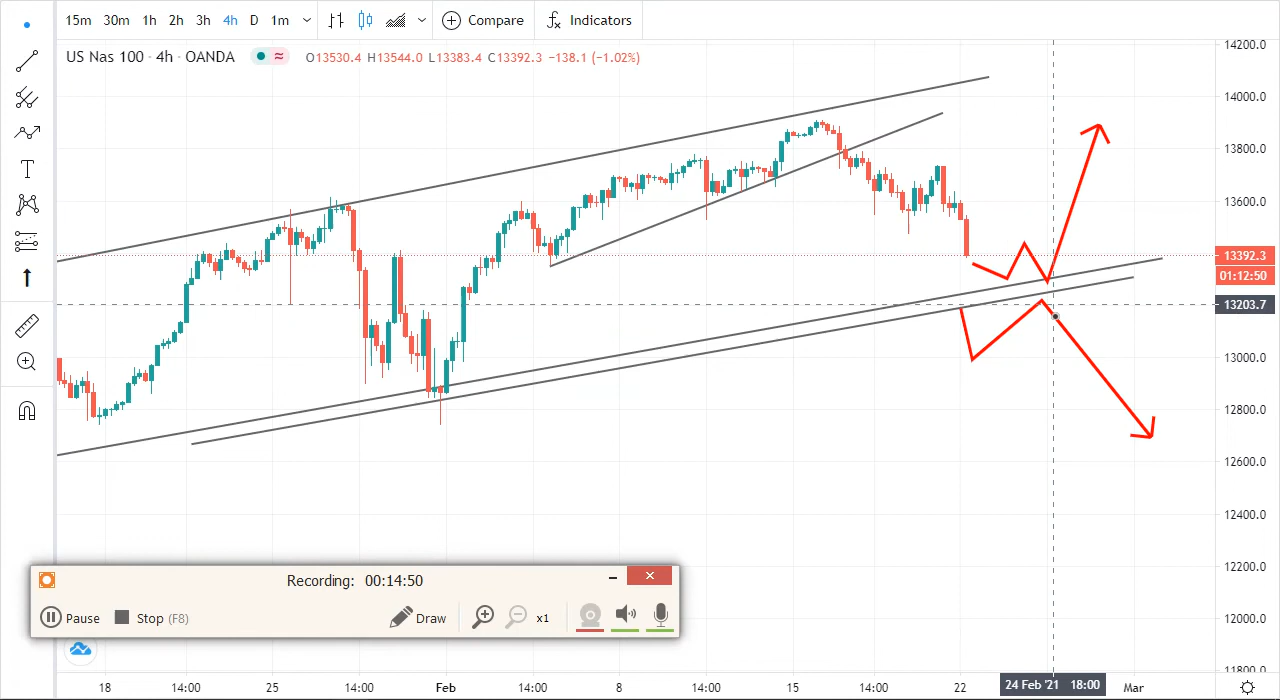 15m 30m 1h 2h 3h 4h D 1m Compare Indicators
US Nas 100 · 4h · OANDA O13530.4 H13544.0 L13383.4 C13392.3 −138.1 (−1.02%)
14200.0
14000.0
13800.0
13600.0
13392.3
01:12:50
13203.7
13000.0
12800.0
12600.0
12400.0
12200.0
12000.0
11800.0
Recording: 00:14:50
Pause Stop (F8) Draw x1
18 14:00 25 14:00 Feb 14:00 8 14:00 15 14:00 22 24 Feb '21 18:00 Mar